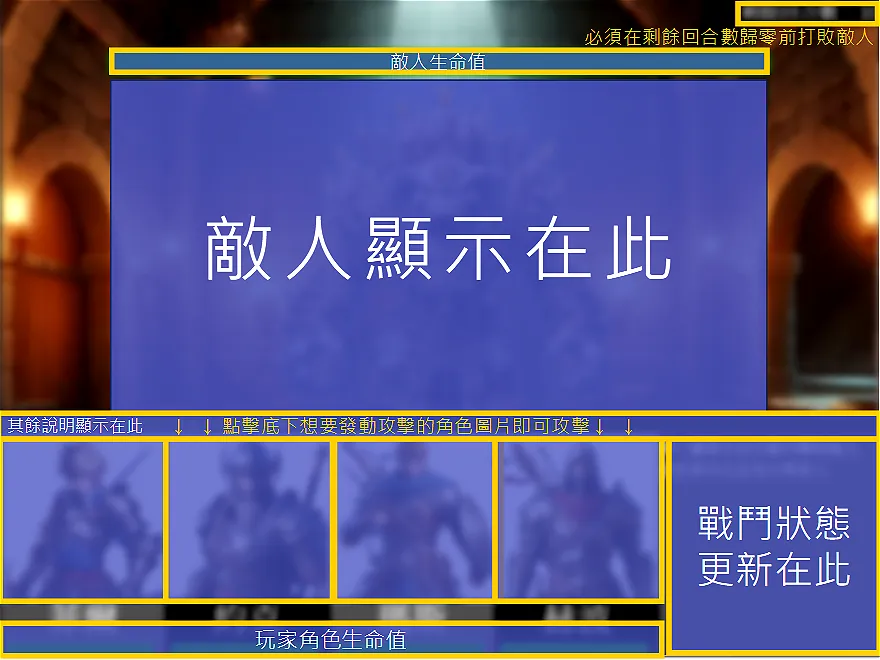 必須在剩餘回合數歸零前打敗敵人
敵人生命值
敵人顯示在此
其餘說明顯示在此 ↓ ↓ 點擊底下想要發動攻擊的角色圖片即可攻擊↓ ↓
戰鬥狀態
更新在此
玩家角色生命值